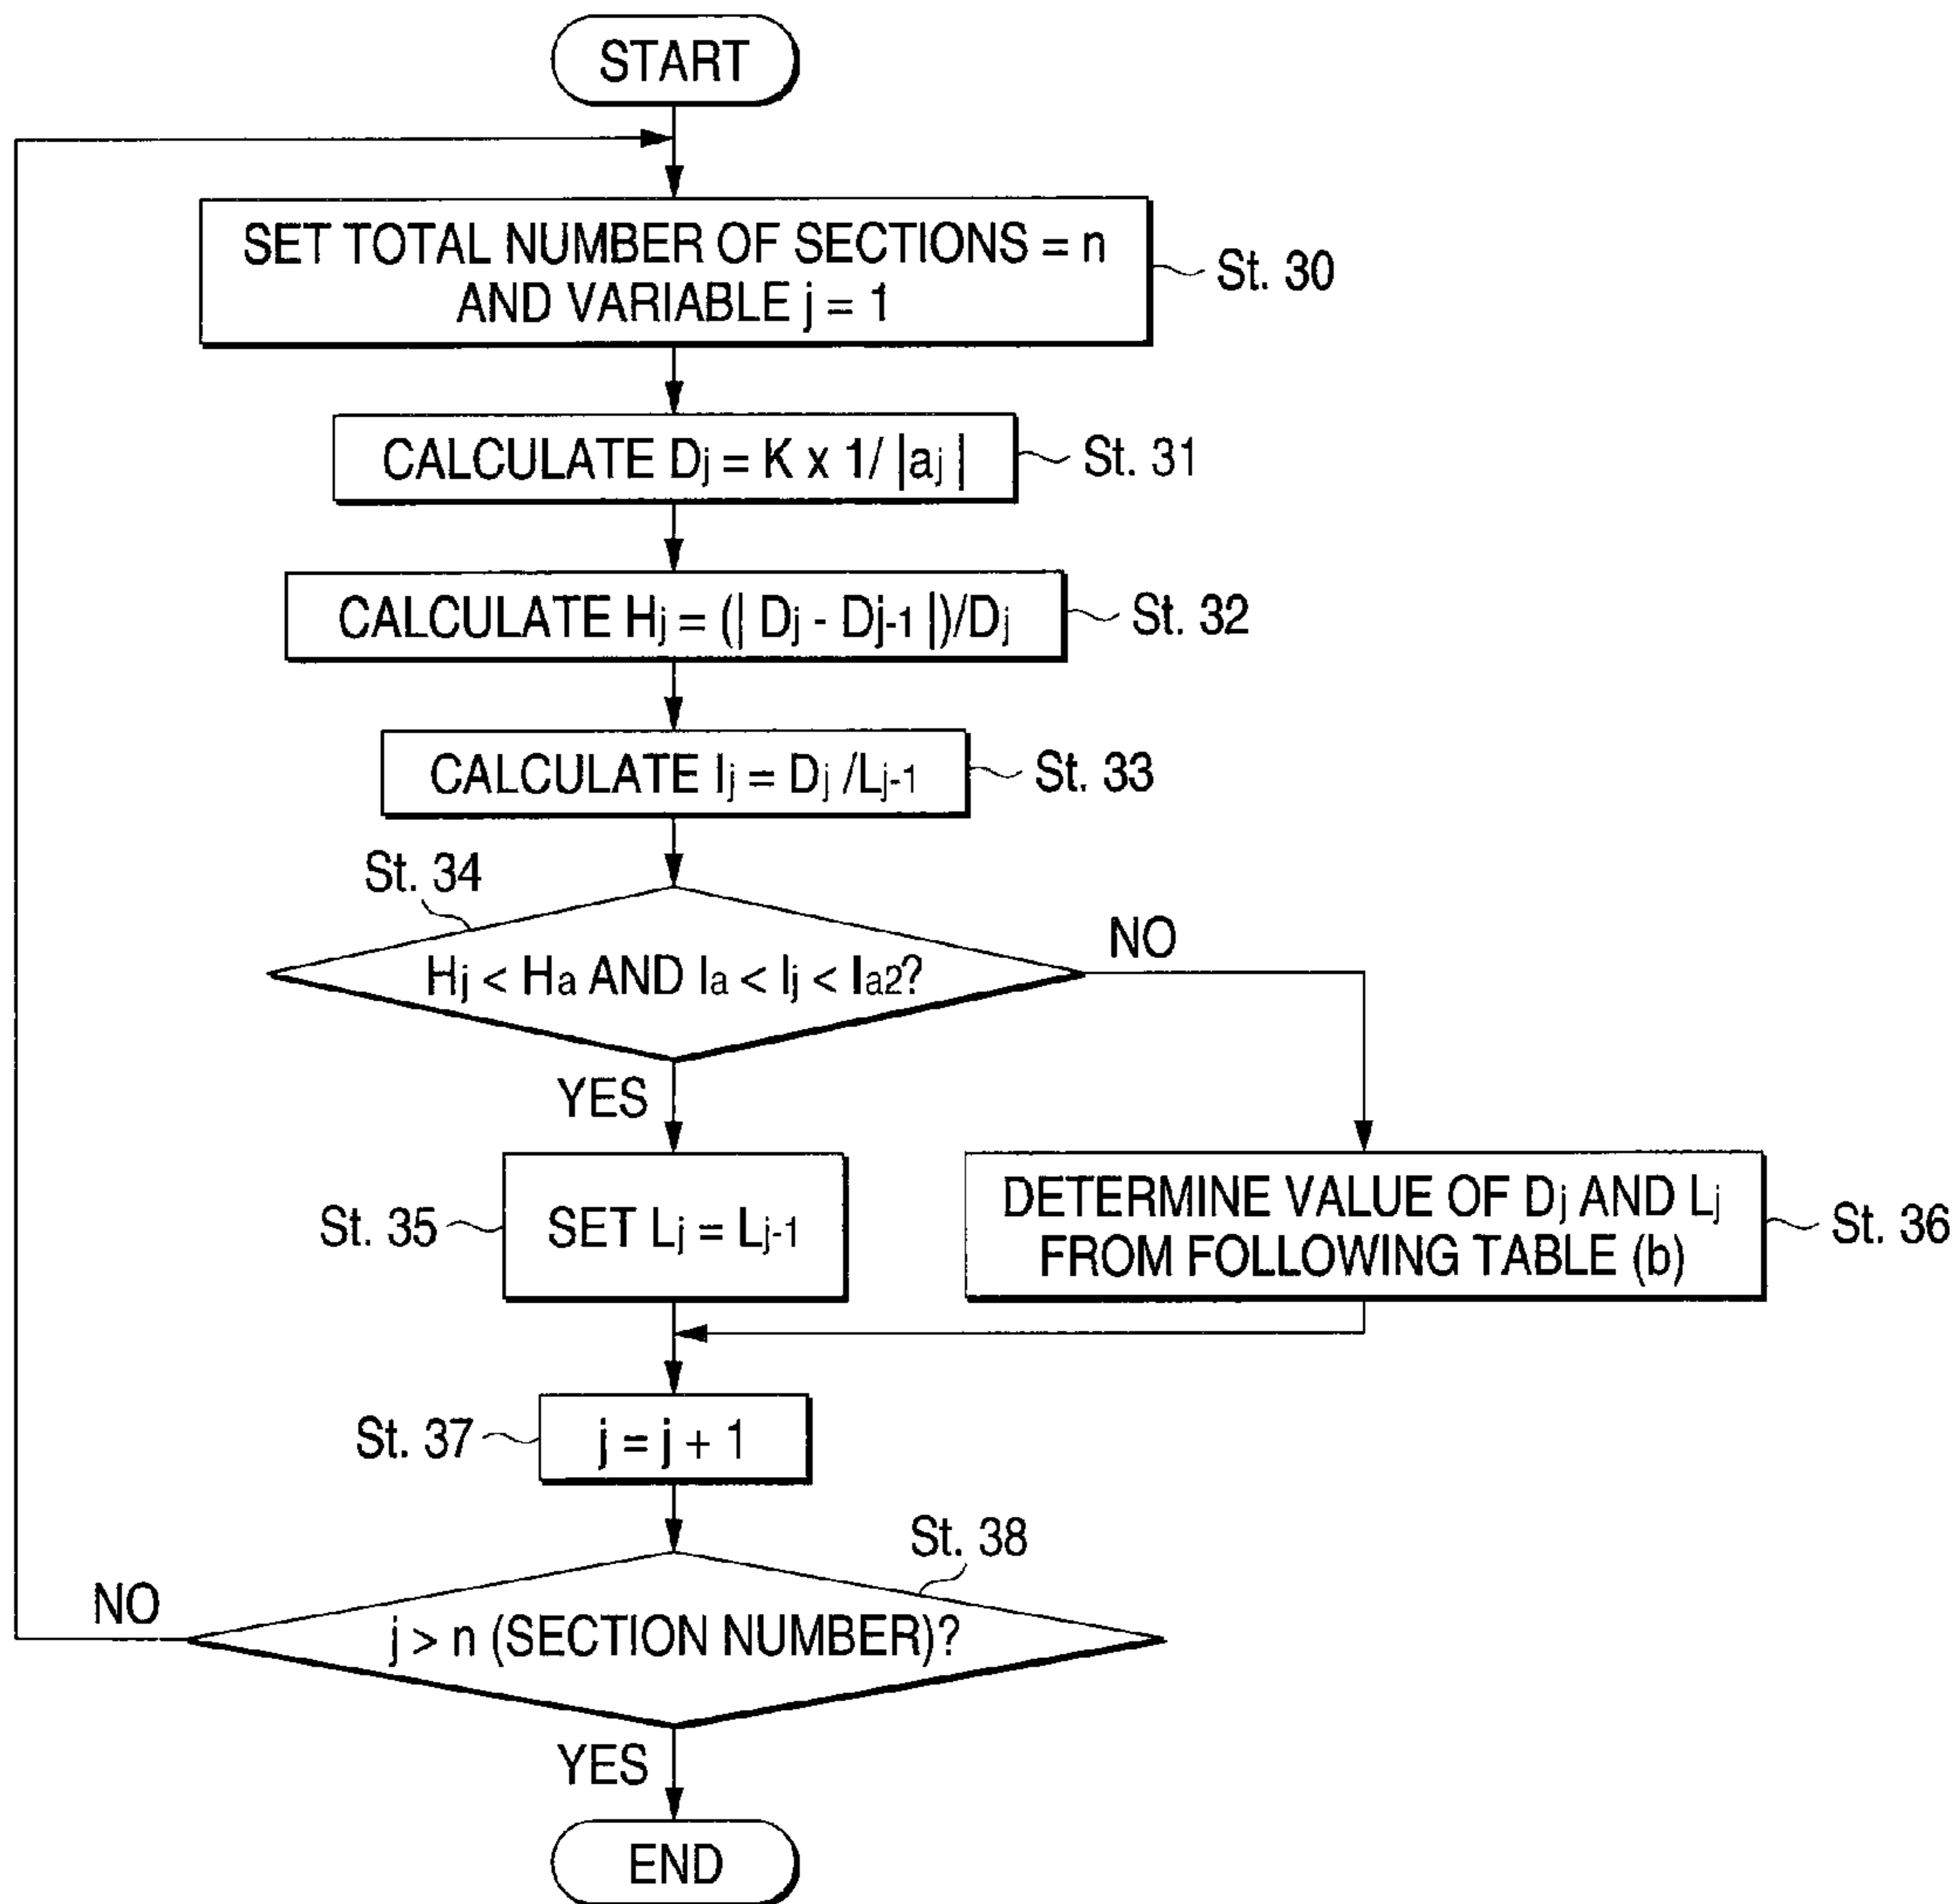 START
SET TOTAL NUMBER OF SECTIONS = n
AND VARIABLE j = 1
St. 30
CALCULATE Dj = K x 1/ |aj |
St. 31
CALCULATE Hj = (| Dj - Dj-1 |)/Dj
St. 32
CALCULATE Ij = Dj /Lj-1
St. 33
St. 34
Hj < Ha AND Ia < Ij < Ia2?
NO
YES
St. 35
SET Lj = Lj-1
DETERMINE VALUE OF Dj AND Lj
FROM FOLLOWING TABLE (b)
St. 36
St. 37
j = j + 1
St. 38
NO
j > n (SECTION NUMBER)?
YES
END